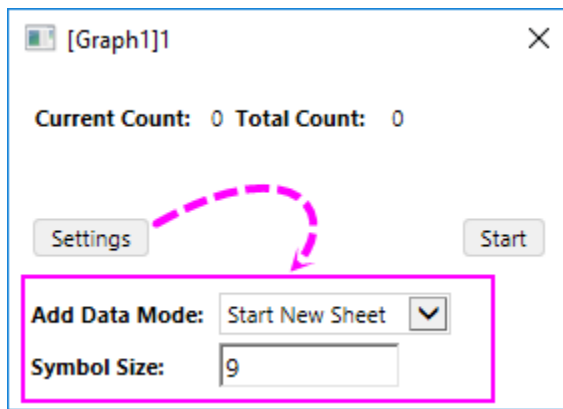 [Graph1]1
Current Count: 0 Total Count: 0
Settings Start
Add Data Mode: Start New Sheet
Symbol Size: 9